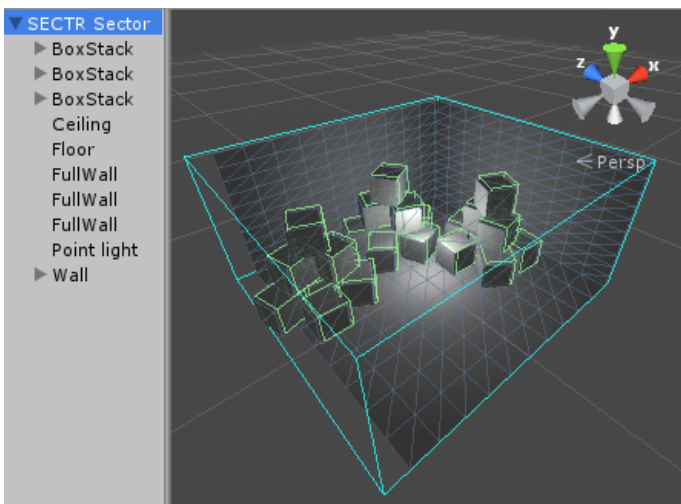 SECTR Sector
BoxStack
BoxStack
BoxStack
Ceiling
Floor
FullWall
FullWall
FullWall
Point light
Wall
y
z
x
Persp